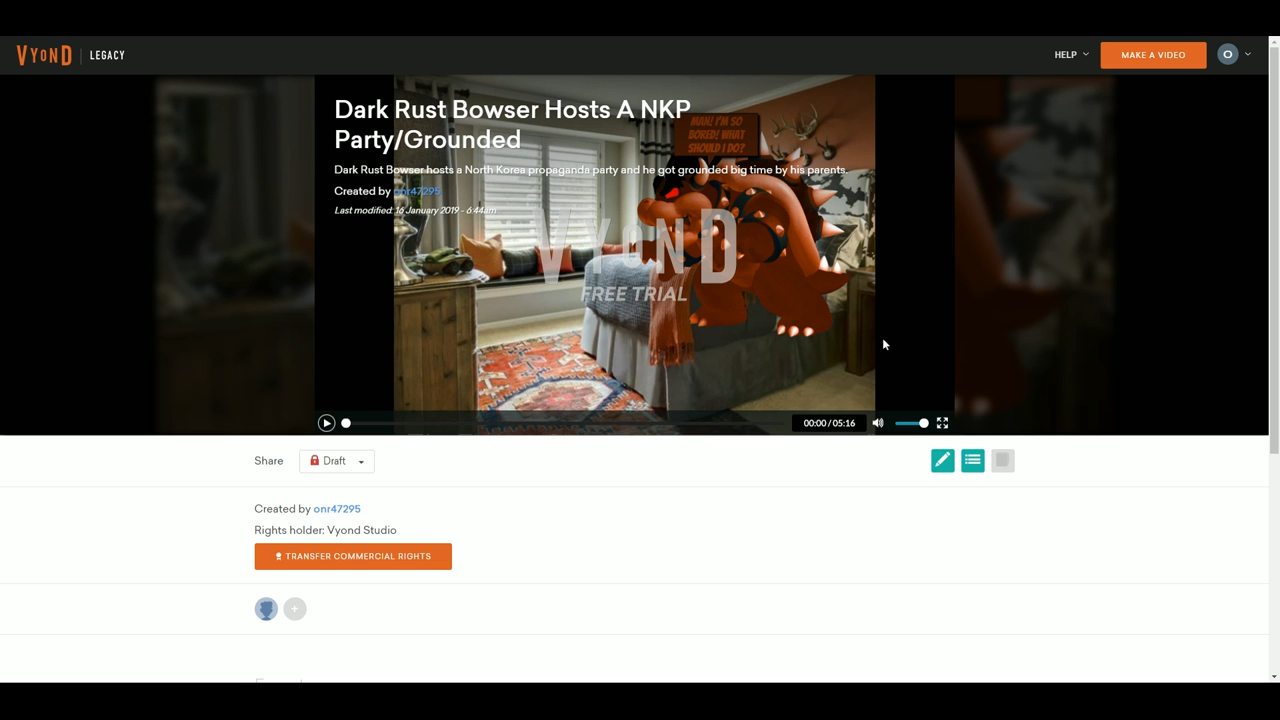 VYOND LEGACY
HELP
MAKE A VIDEO
O
Dark Rust Bowser Hosts A NKP
Party/Grounded
MAN! I'M SO
BORED! WHAT
SHOULD I DO?
Dark Rust Bowser hosts a North Korea propaganda party and he got grounded big time by his parents.
Created by onr47295
Last modified: 16 January 2019 - 6:44am
VYOND
FREE TRIAL
00:00 / 05:16
Share
Draft
Created by onr47295
Rights holder: Vyond Studio
TRANSFER COMMERCIAL RIGHTS
+